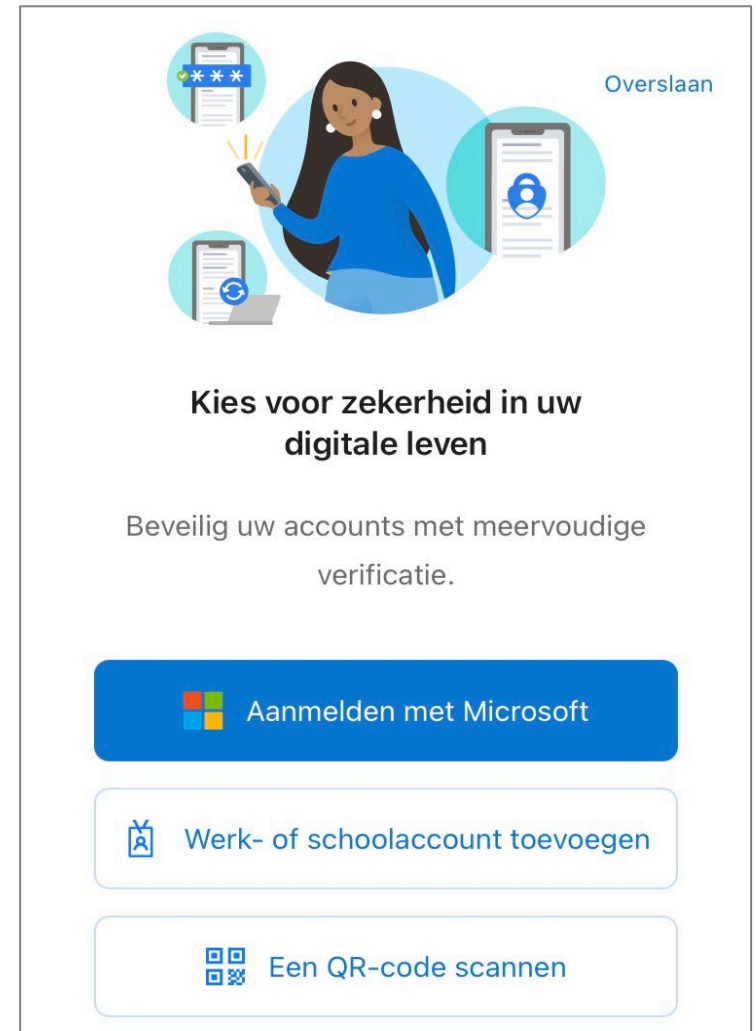 * * *
Overslaan
Kies voor zekerheid in uw
digitale leven
Beveilig uw accounts met meervoudige
verificatie.
Aanmelden met Microsoft
Werk- of schoolaccount toevoegen
Een QR-code scannen